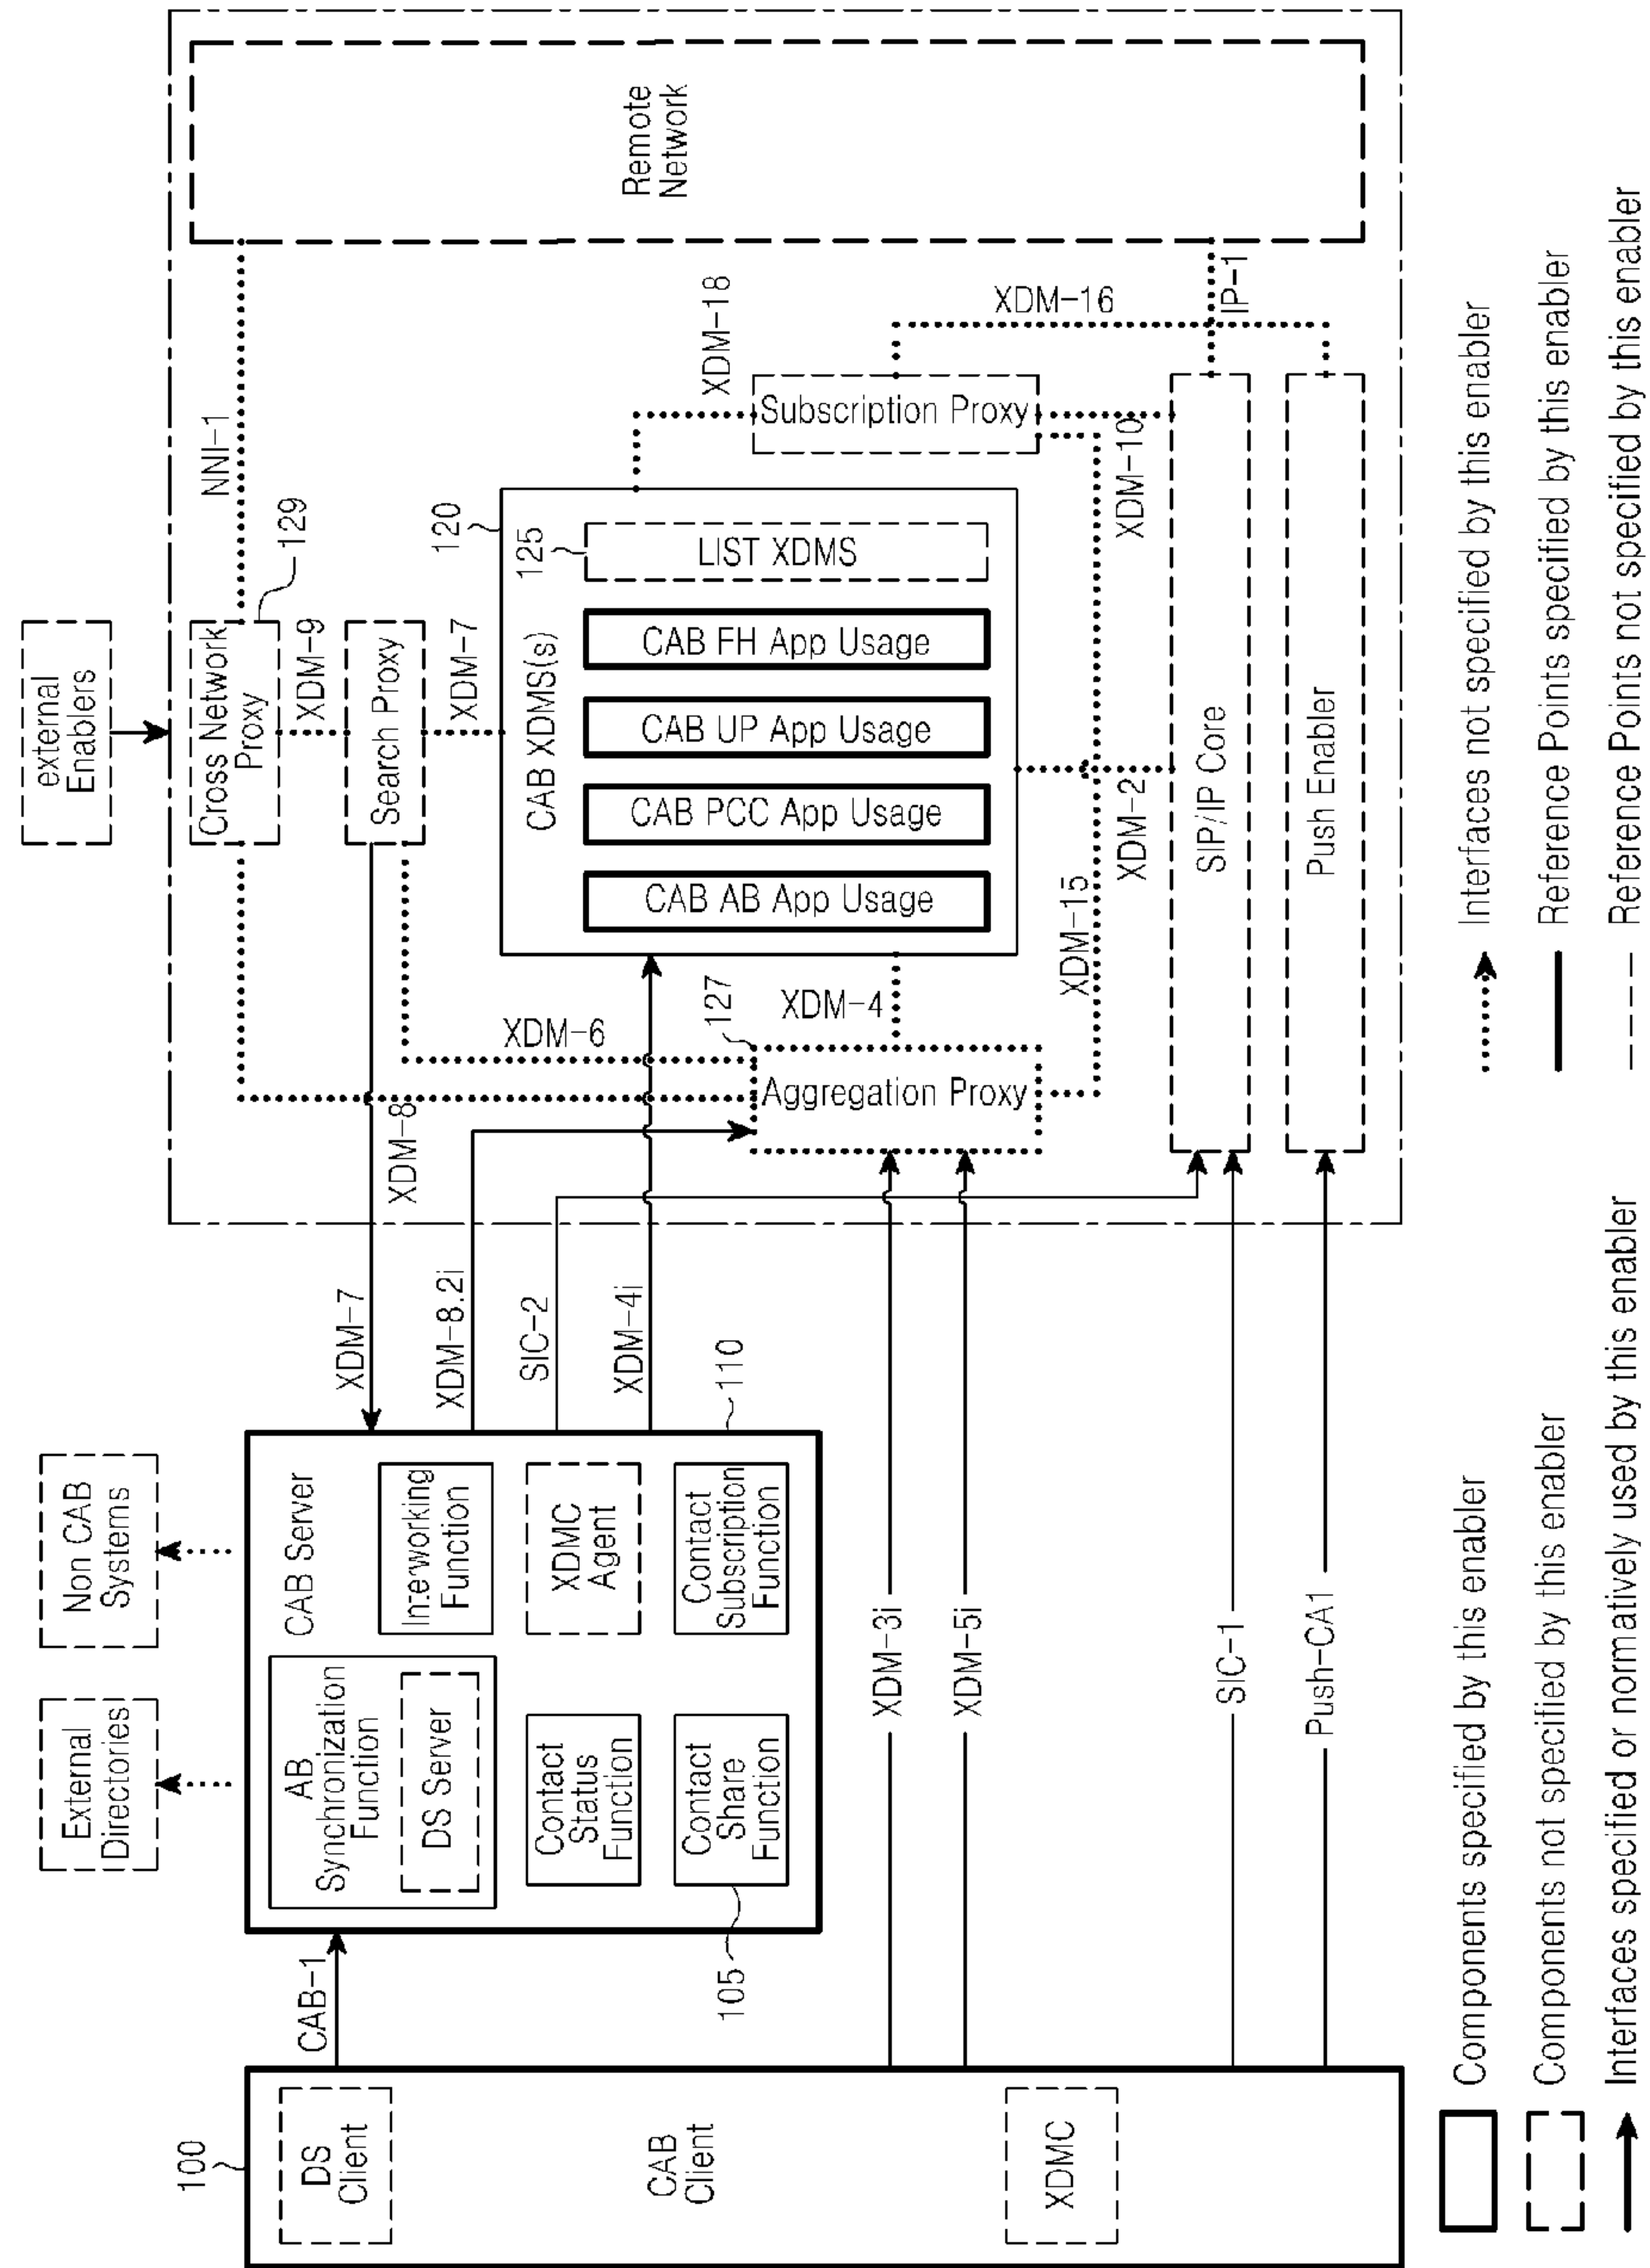 100
DS
Client
CAB
Client
XDMC
CAB-1
External
Directories
Non CAB
Systems
CAB Server
110
AB
Synchronization
Function
DS Server
Interworking
Function
Contact
Status
Function
XDMC
Agent
Contact
Share
Function
105
Contact
Subscription
Function
XDM-7
XDM-8
XDM-8.2i
SIC-2
XDM-4i
XDM-3i
XDM-5i
SIC-1
Push-CA1
external
Enablers
Cross Network
Proxy
129
NNI-1
XDM-9
Search Proxy
XDM-7
XDM-6
127
Aggregation Proxy
XDM-4
120
CAB XDMS(s)
125
LIST XDMS
CAB FH App Usage
CAB UP App Usage
CAB PCC App Usage
CAB AB App Usage
XDM-18
Subscription Proxy
XDM-16
XDM-10
XDM-15
XDM-2
IP-1
SIP/IP Core
Push Enabler
Remote
Network
Components specified by this enabler
Components not specified by this enabler
Interfaces specified or normatively used by this enabler
Interfaces not specified by this enabler
Reference Points specified by this enabler
Reference Points not specified by this enabler